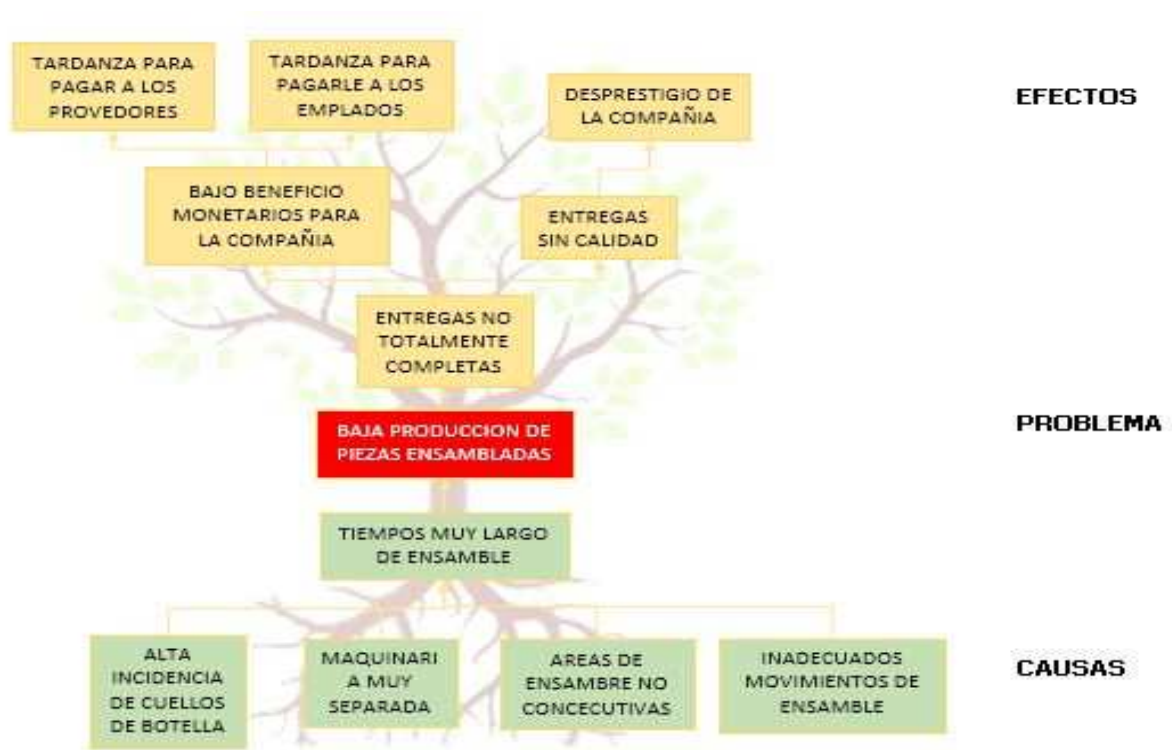 TARDANZA PARA
PAGAR A LOS
PROVEDORES
TARDANZA PARA
PAGARLE A LOS
EMPLADOS
DESPRESTIGIO DE
LA COMPAÑIA
EFECTOS
BAJO BENEFICIO
MONETARIOS PARA
LA COMPAÑIA
ENTREGAS
SIN CALIDAD
ENTREGAS NO
TOTALMENTE
COMPLETAS
BAJA PRODUCCION DE
PIEZAS ENSAMBLADAS
PROBLEMA
TIEMPOS MUY LARGO
DE ENSAMBLE
ALTA
INCIDENCIA
DE CUELLOS
DE BOTELLA
MAQUINARI
A MUY
SEPARADA
AREAS DE
ENSAMBRE NO
CONCECUTIVAS
INADECUADOS
MOVIMIENTOS DE
ENSAMBLE
CAUSAS